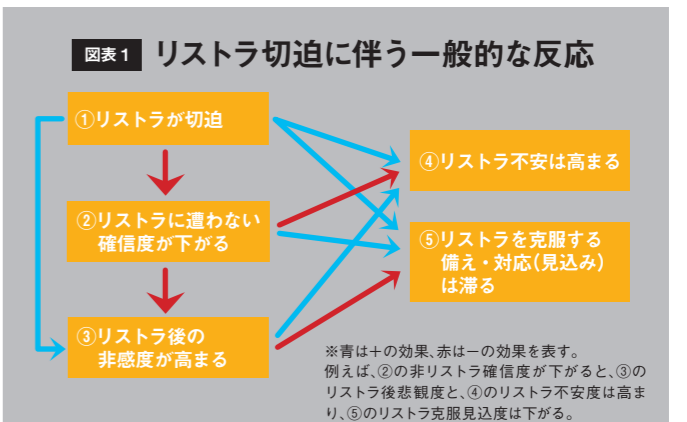 図表1 リストラ切迫に伴う一般的な反応
①リストラが切迫
②リストラに遭わない
確信度が下がる
③リストラ後の
非感度が高まる
④リストラ不安は高まる
⑤リストラを克服する
備え・対応(見込み)
は滞る
※青は+の効果、赤は−の効果を表す。
例えば、②の非リストラ確信度が下がると、③の
リストラ後悲観度と、④のリストラ不安度は高ま
り、⑤のリストラ克服見込度は下がる。